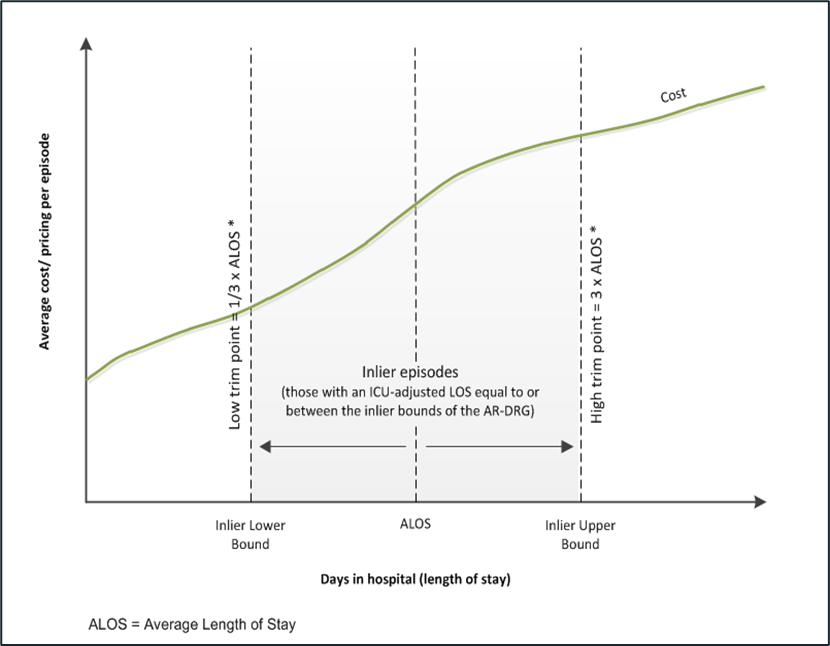 Cost
Average cost/ pricing per episode
Low trim point = 1/3 x ALOS *
High trim point = 3 x ALOS *
Inlier episodes
(those with an ICU-adjusted LOS equal to or
between the inlier bounds of the AR-DRG)
Inlier Lower
Bound
ALOS
Inlier Upper
Bound
Days in hospital (length of stay)
ALOS = Average Length of Stay